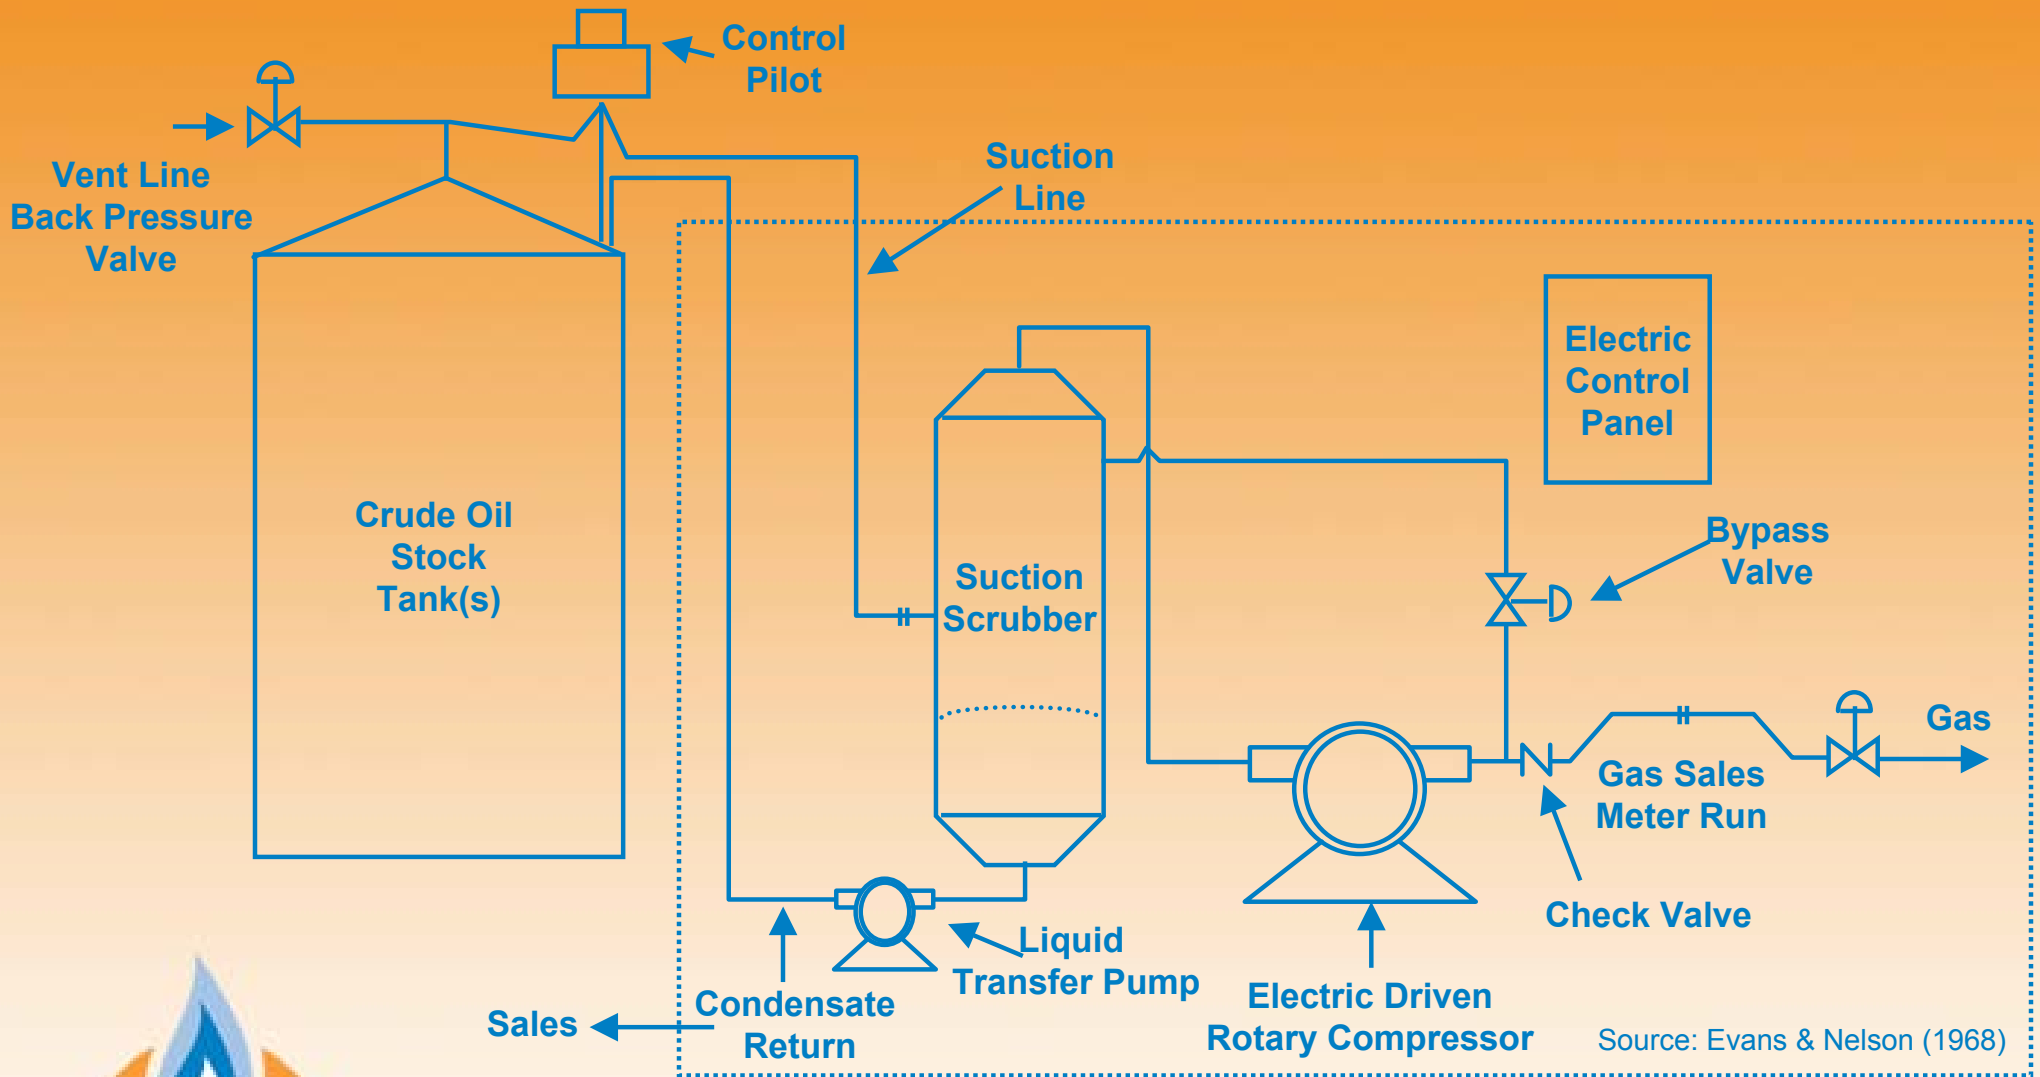 Control
Pilot
Vent Line
Back Pressure
Valve
Suction
Line
Electric
Control
Panel
Crude Oil
Stock
Tank(s)
Suction
Scrubber
Bypass
Valve
Gas
Gas Sales
Meter Run
Check Valve
Liquid
Transfer Pump
Condensate
Return
Sales
Electric Driven
Rotary Compressor
Source: Evans & Nelson (1968)